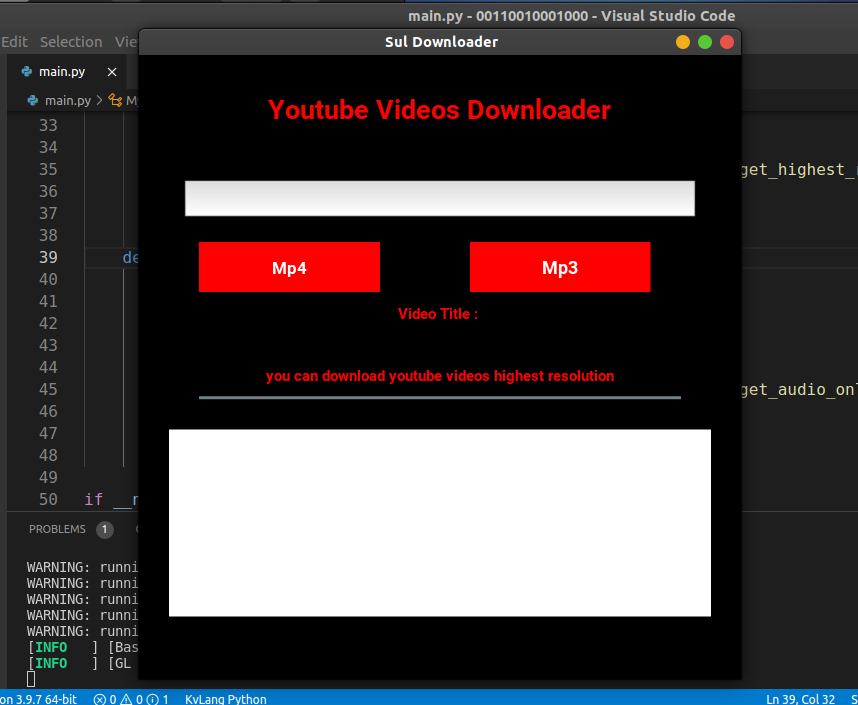 main.py - 00110010001000 - Visual Studio Code
Edit Selection Vie
Sul Downloader
main.py
main.py > M
Youtube Videos Downloader
33
34
35 get_highest_
36
37
38
39 de
40
41
42
43
44
45 get_audio_on
46
47
48
49
50 if __n
Mp4 Mp3
Video Title :
you can download youtube videos highest resolution
PROBLEMS 1
WARNING: runni
WARNING: runni
WARNING: runni
WARNING: runni
WARNING: runni
[INFO ] [Bas
[INFO ] [GL
on 3.9.7 64-bit 0 0 1 KvLang Python Ln 39, Col 32 S